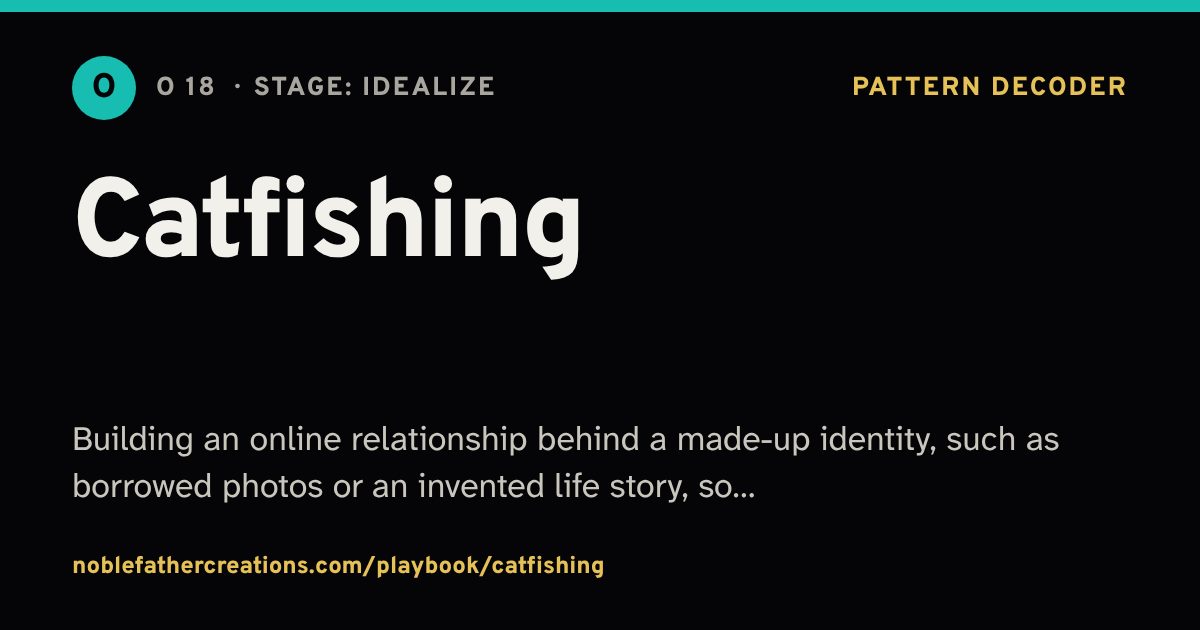 O
O 18 · STAGE: IDEALIZE
PATTERN DECODER
Catfishing
Building an online relationship behind a made-up identity, such as
borrowed photos or an invented life story, so...
noblefathercreations.com/playbook/catfishing